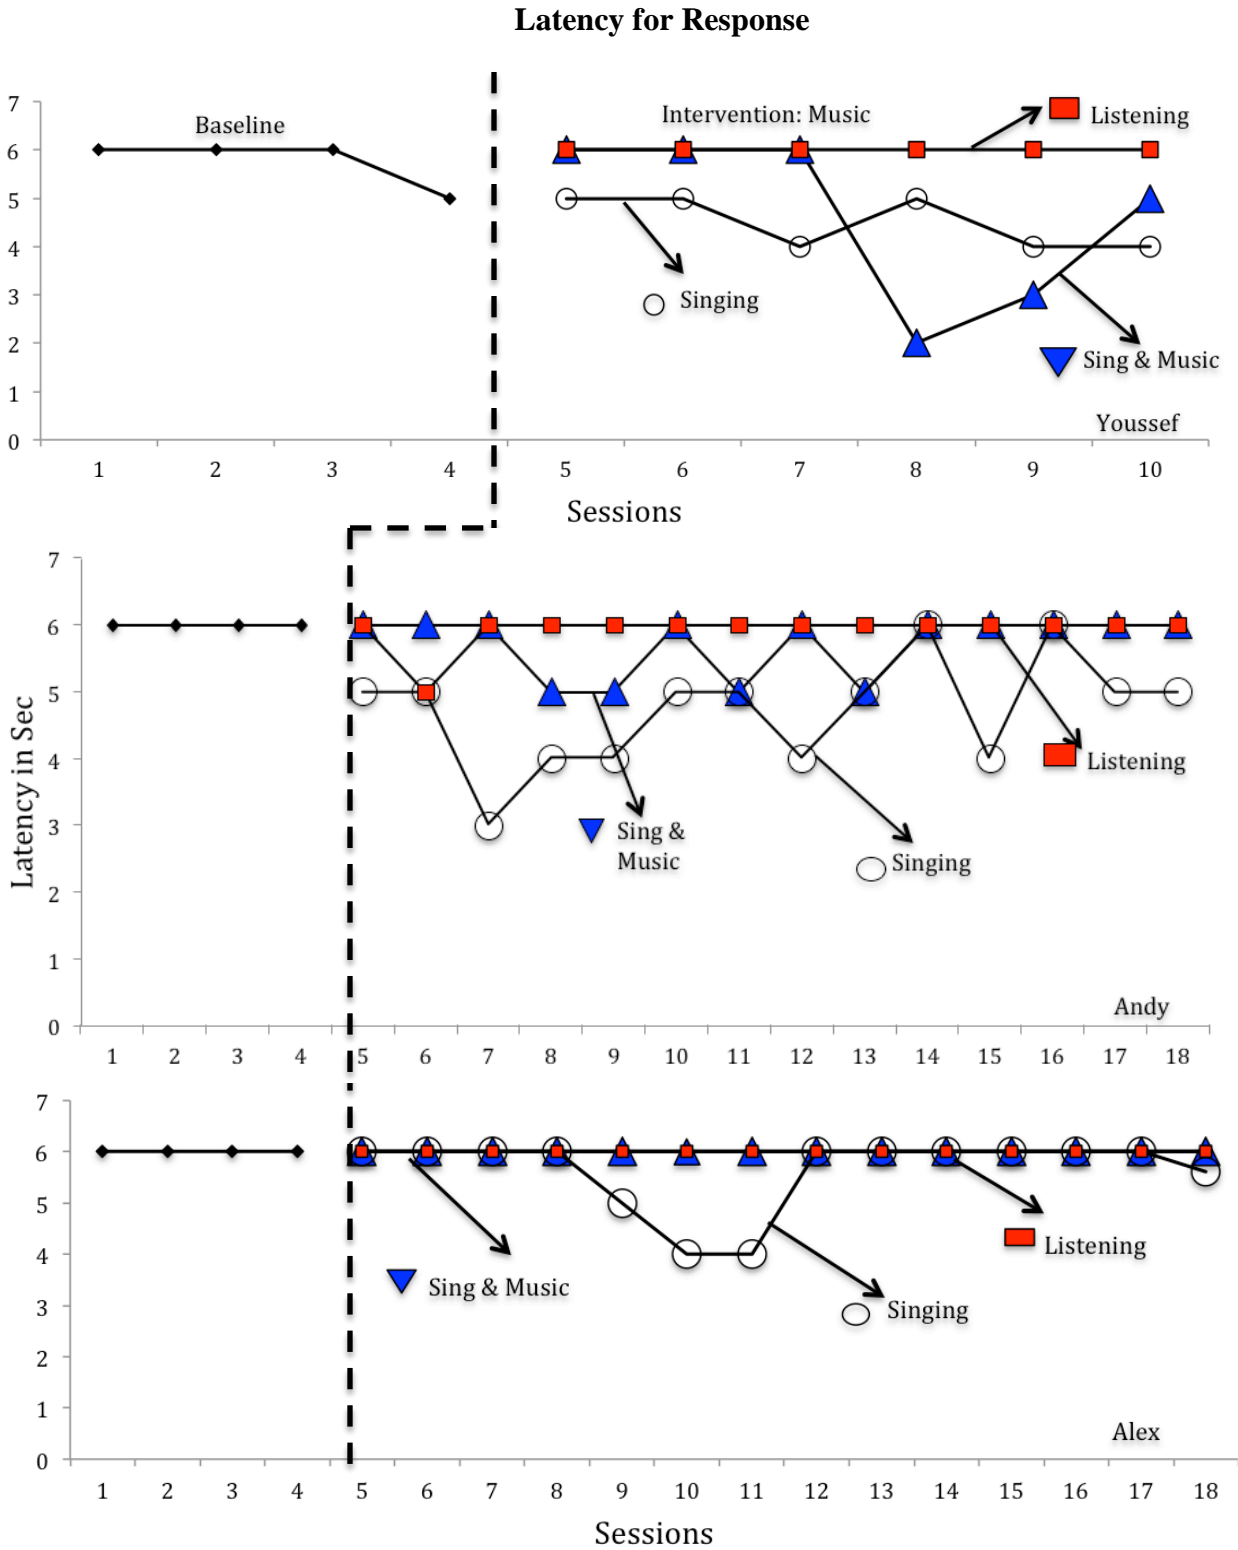 Latency for Response
7
6
5
4
3
2
1
0
Baseline
Intervention: Music
Listening
Singing
Sing & Music
Youssef
1 2 3 4 5 6 7 8 9 10
Sessions
Latency in Sec
7
6
5
4
3
2
1
0
Listening
Sing &
Music
Singing
Andy
1 2 3 4 5 6 7 8 9 10 11 12 13 14 15 16 17 18
7
6
5
4
3
2
1
0
Listening
Sing & Music
Singing
Alex
1 2 3 4 5 6 7 8 9 10 11 12 13 14 15 16 17 18
Sessions